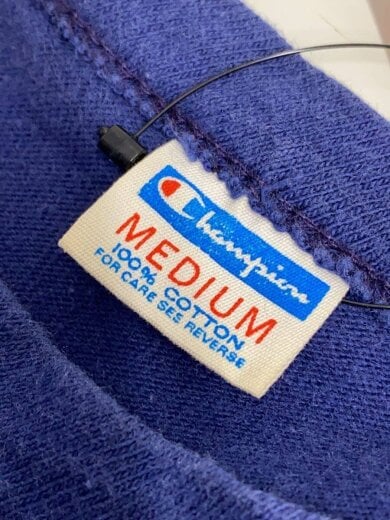 Champion
MEDIUM
100% COTTON
FOR CARE SEE REVERSE